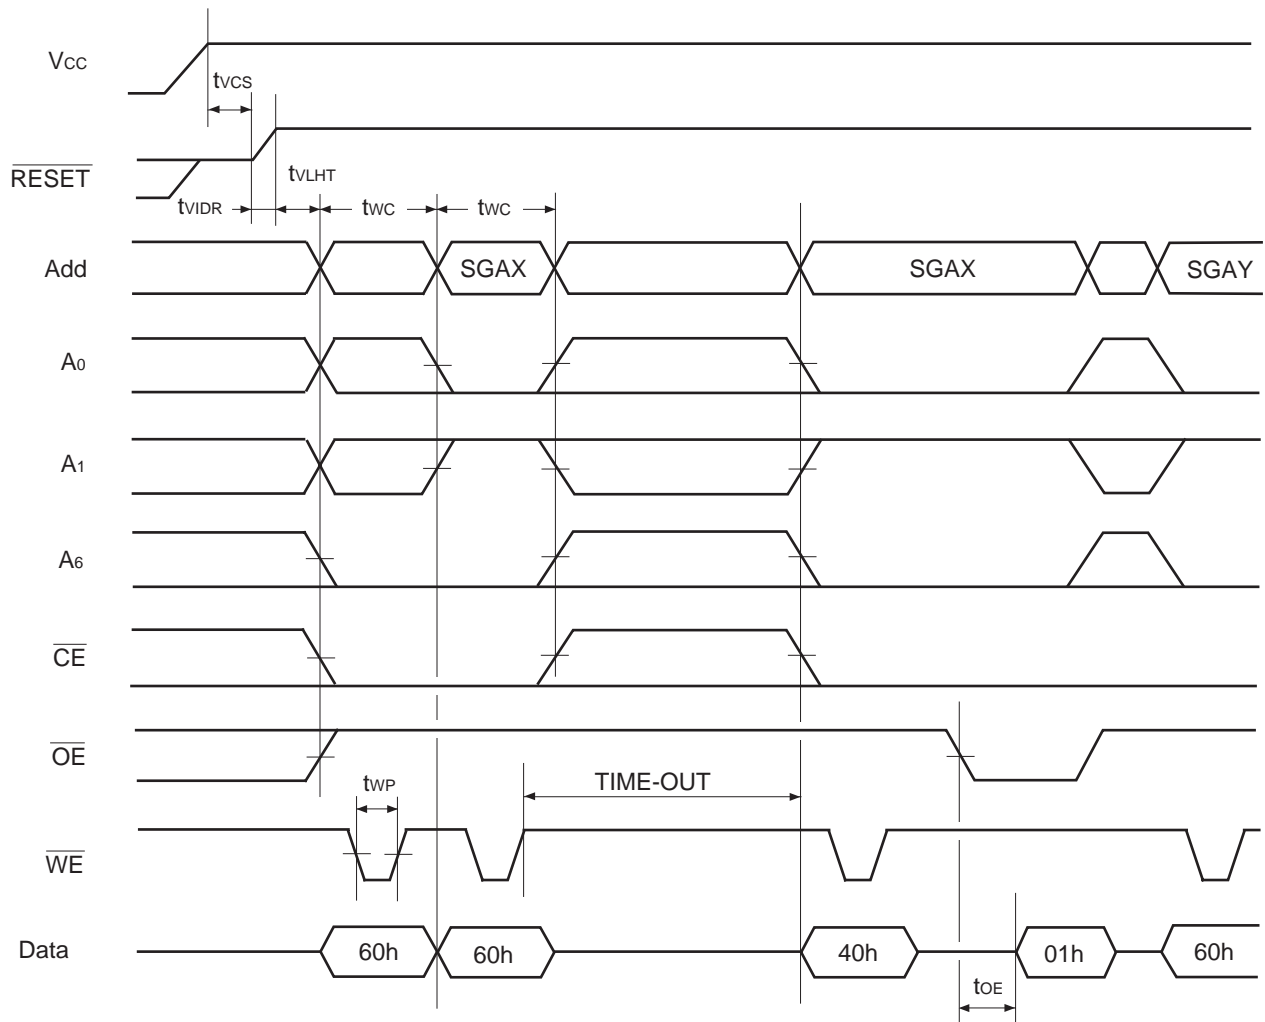 VCC
tVCS
RESET
tVLHT
tVIDR tWC tWC
Add SGAX SGAX SGAY
A0
A1
A6
CE
OE
tWP TIME-OUT
WE
Data 60h 60h 40h 01h 60h
tOE